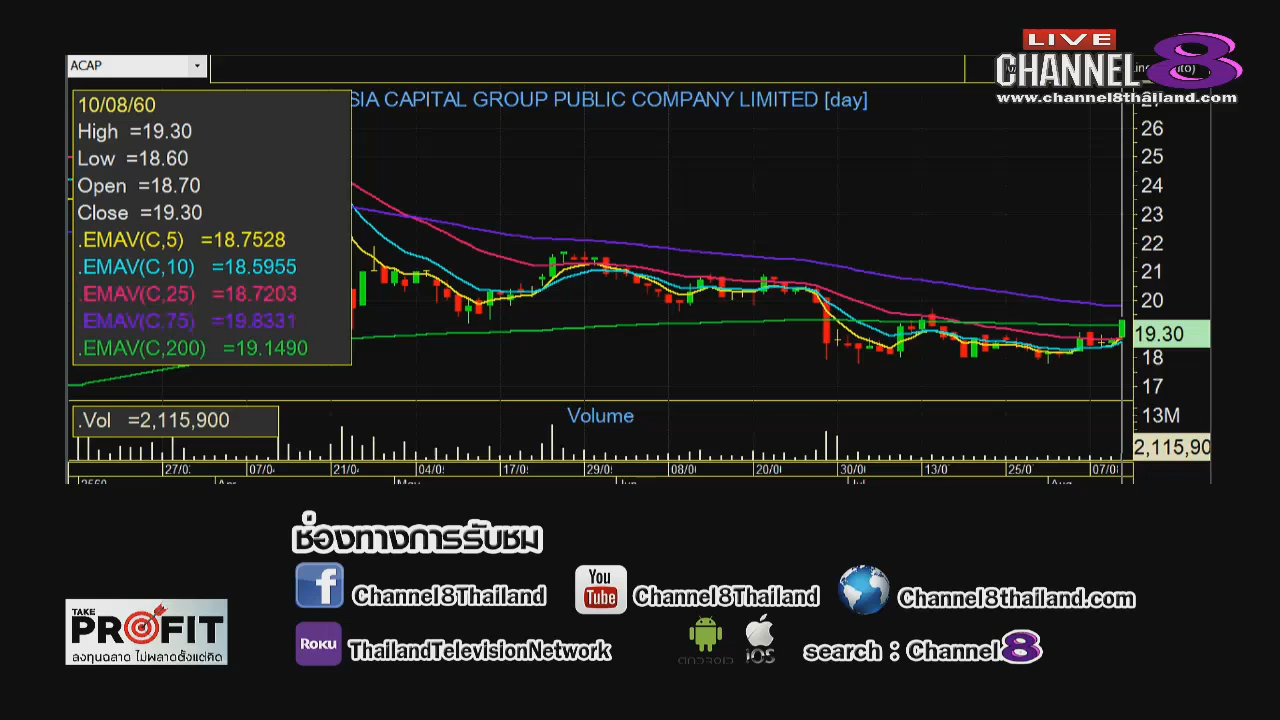 LIVE
CHANNEL 8
www.channel8thailand.com
ACAP
SIA CAPITAL GROUP PUBLIC COMPANY LIMITED [day]
10/08/60
High =19.30
Low =18.60
Open =18.70
Close =19.30
.EMAV(C,5) =18.7528
.EMAV(C,10) =18.5955
.EMAV(C,25) =18.7203
.EMAV(C,75) =19.8331
.EMAV(C,200) =19.1490
26
25
24
23
22
21
20
19.30
18
17
.Vol =2,115,900
Volume
13M
2,115,90
27/0 07/0 21/0 04/0 17/0 29/0 08/0 20/0 30/0 13/0 25/0 07/0
2560 Apr May Jun Jul Aug
ช่องทางการรับชม
Channel8Thailand
You Tube Channel8Thailand
Channel8thailand.com
TAKE PROFIT
ลงทุนฉลาด ไม่พลาดตั้งแต่คิด
ROKU ThailandTelevisionNetwork
ANDROID iOS
search : Channel 8